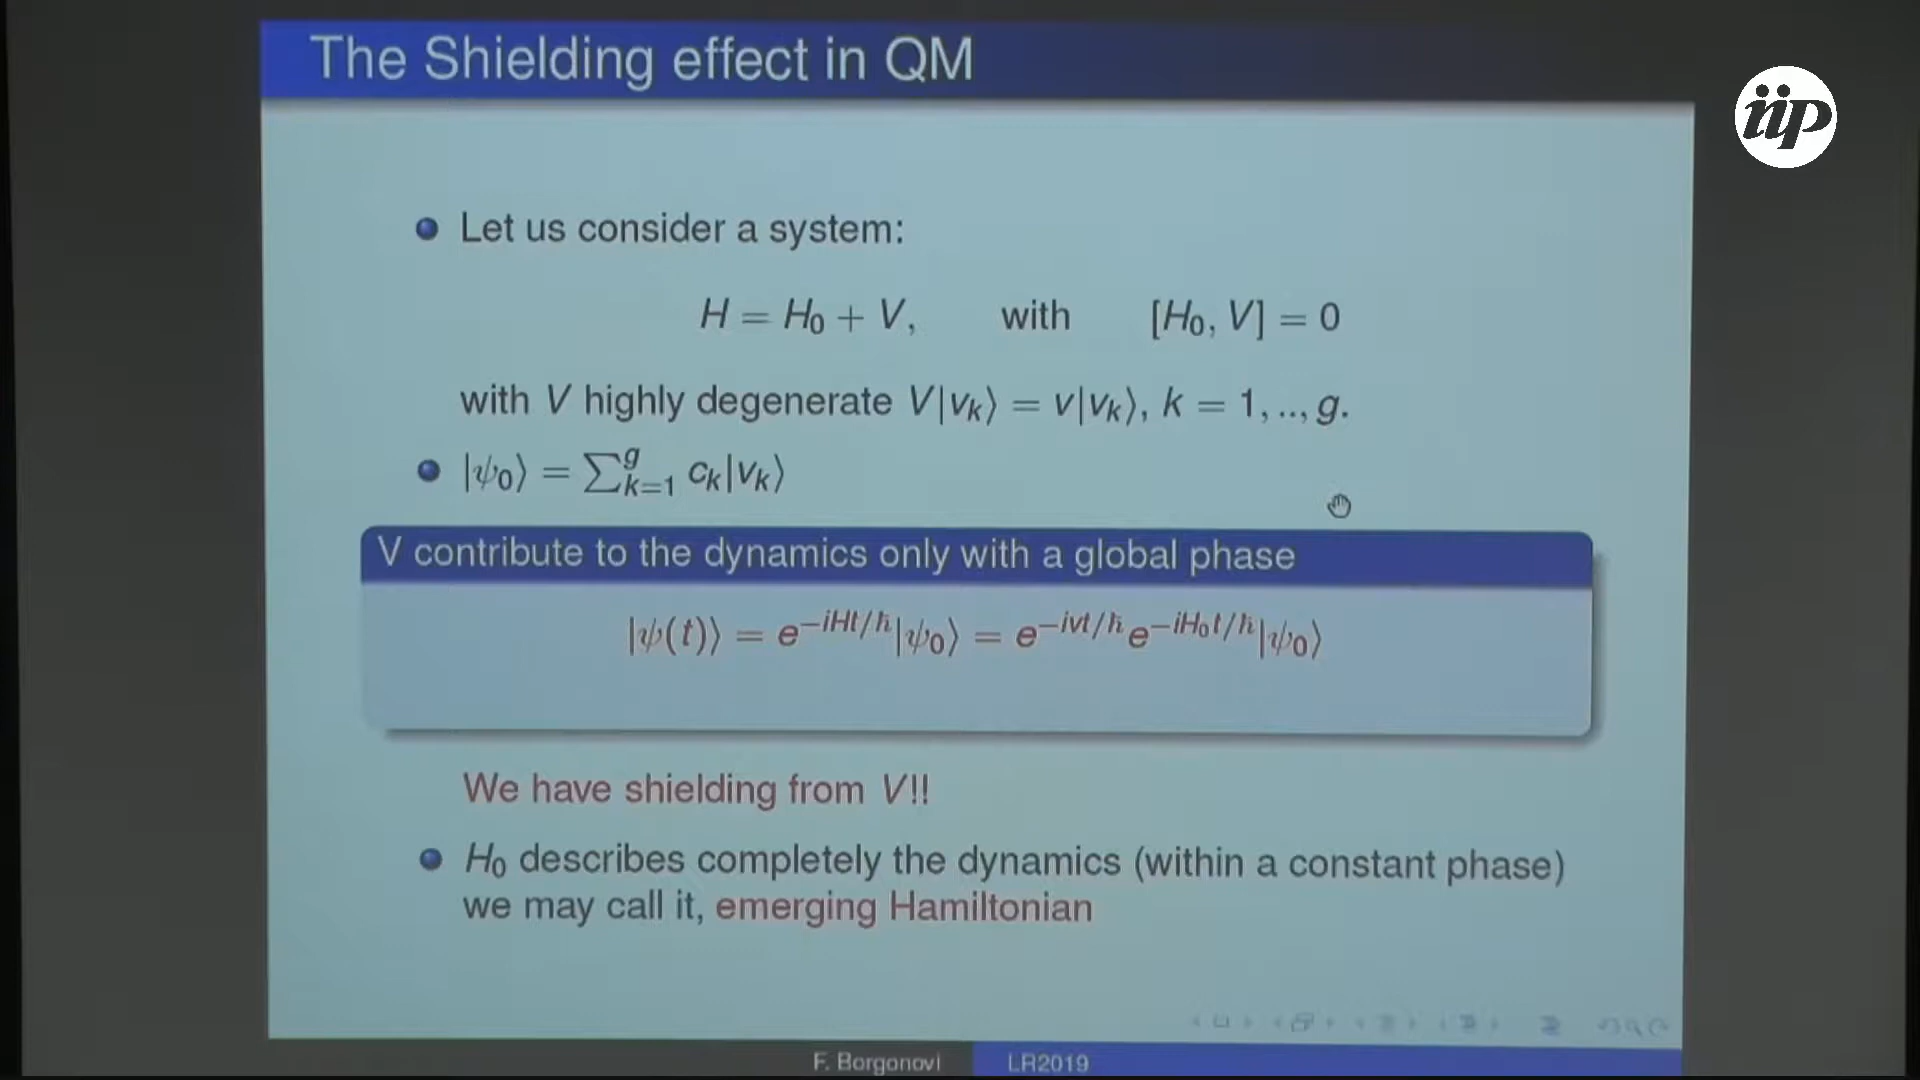 The Shielding effect in QM
iip
Let us consider a system:
H = H₀ + V, with [H₀, V] = 0
with V highly degenerate V|vₖ⟩ = v|vₖ⟩, k = 1, .., g.
|ψ₀⟩ = ∑ᵍₖ₌₁ cₖ|vₖ⟩
V contribute to the dynamics only with a global phase
|ψ(t)⟩ = e^{−iHt/ħ}|ψ₀⟩ = e^{−ivt/ħ}e^{−iH₀t/ħ}|ψ₀⟩
We have shielding from V!!
H₀ describes completely the dynamics (within a constant phase)
we may call it, emerging Hamiltonian
F. Borgonovi LR2019